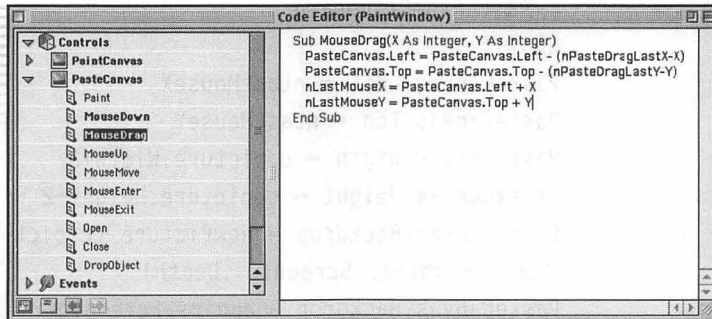 Code Editor (PaintWindow)
Controls
PaintCanvas
PasteCanvas
Paint
MouseDown
MouseDrag
MouseUp
MouseMove
MouseEnter
MouseExit
Open
Close
DropObject
Events
Sub MouseDrag(X As Integer, Y As Integer)
PasteCanvas.Left = PasteCanvas.Left - (nPasteDragLastX-X)
PasteCanvas.Top = PasteCanvas.Top - (nPasteDragLastY-Y)
nLastMouseX = PasteCanvas.Left + X
nLastMouseY = PasteCanvas.Top + Y
End Sub